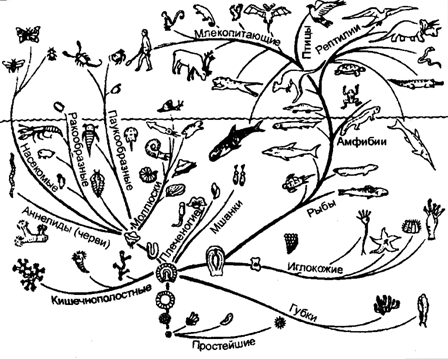 Млекопитающие
Птицы
Рептилии
Амфибии
Насекомые
Ракообразные
Паукообразные
Моллюски
Аннелиды (черви)
Плеченогие
Мшанки
Рыбы
Иглокожие
Кишечнополостные
Губки
Простейшие